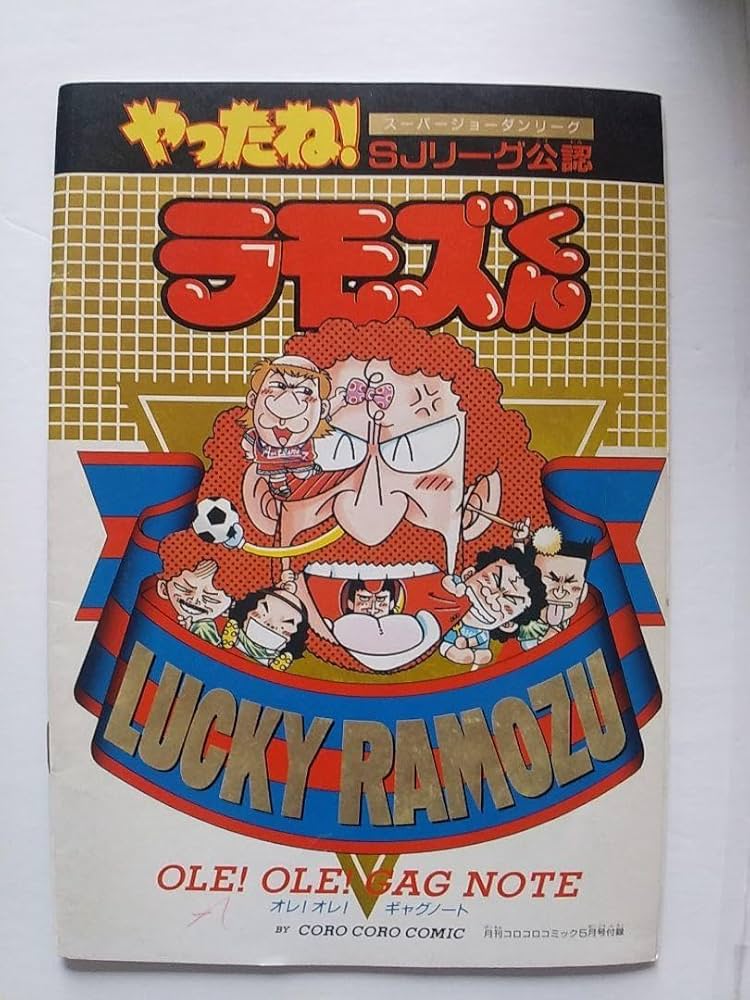 やったね!
スーパージョーダンリーグ
SJリーグ公認
ラモズくん
LUCKY RAMOZU
OLE! OLE! GAG NOTE
オレ!オレ! ギャグノート
BY CORO CORO COMIC
月刊コロコロコミック5月号付録